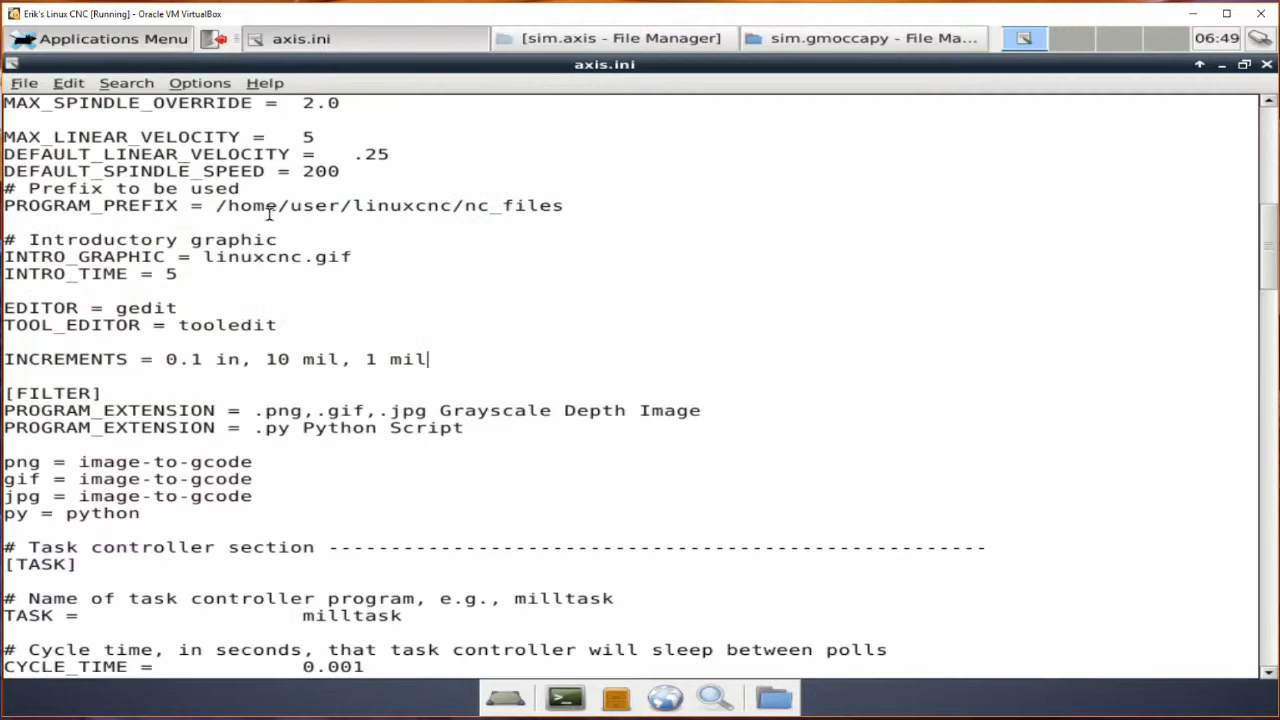 Erik's Linux CNC [Running] - Oracle VM VirtualBox
Applications Menu axis.ini [sim.axis - File Manager] sim.gmoccapy - File Ma... 06:49
axis.ini
File Edit Search Options Help
MAX_SPINDLE_OVERRIDE = 2.0
MAX_LINEAR_VELOCITY = 5
DEFAULT_LINEAR_VELOCITY = .25
DEFAULT_SPINDLE_SPEED = 200
# Prefix to be used
PROGRAM_PREFIX = /home/user/linuxcnc/nc_files
# Introductory graphic
INTRO_GRAPHIC = linuxcnc.gif
INTRO_TIME = 5
EDITOR = gedit
TOOL_EDITOR = tooledit
INCREMENTS = 0.1 in, 10 mil, 1 mil
[FILTER]
PROGRAM_EXTENSION = .png,.gif,.jpg Grayscale Depth Image
PROGRAM_EXTENSION = .py Python Script
png = image-to-gcode
gif = image-to-gcode
jpg = image-to-gcode
py = python
# Task controller section -----------------------------------------------------
[TASK]
# Name of task controller program, e.g., milltask
TASK = milltask
# Cycle time, in seconds, that task controller will sleep between polls
CYCLE_TIME = 0.001